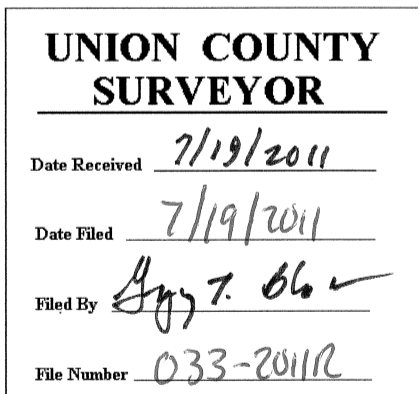 UNION COUNTY
SURVEYOR
Date Received 7/19/2011
Date Filed 7/19/2011
Filed By T.
File Number 033-2011R